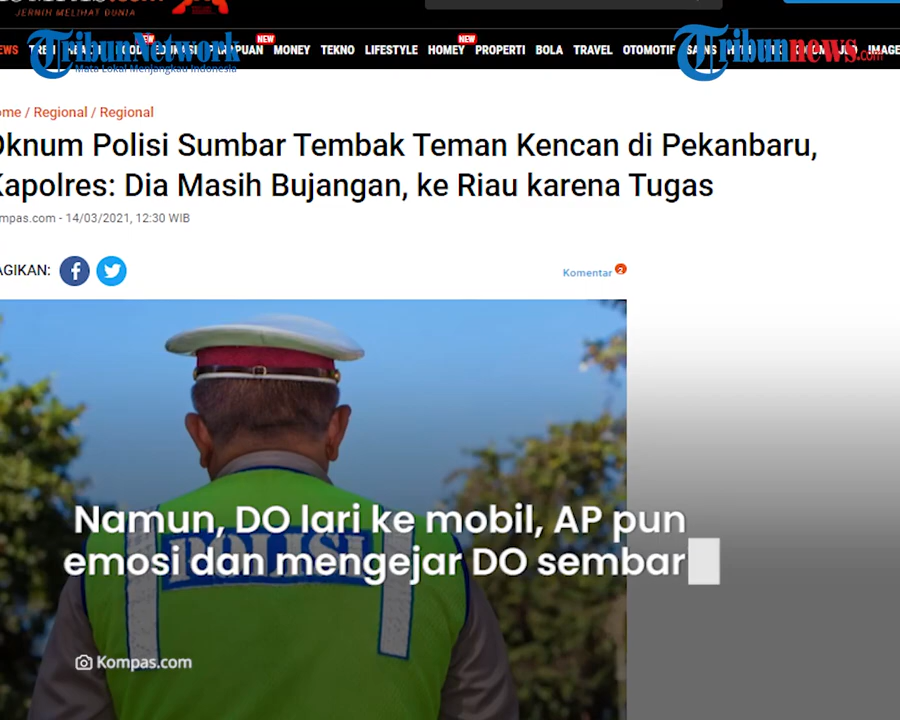 JERNIH MELIHAT DUNIA
TribunNetwork
Mata Lokal Menjangkau Indonesia
Tribunnews.com
NEW
NEW
NEW
MONEY TEKNO LIFESTYLE HOMEY PROPERTI BOLA TRAVEL OTOMOTIF
ome / Regional / Regional
Oknum Polisi Sumbar Tembak Teman Kencan di Pekanbaru,
Kapolres: Dia Masih Bujangan, ke Riau karena Tugas
mpas.com - 14/03/2021, 12:30 WIB
AGIKAN:
Komentar 2
POLISI
Namun, DO lari ke mobil, AP pun
emosi dan mengejar DO sembar
Kompas.com